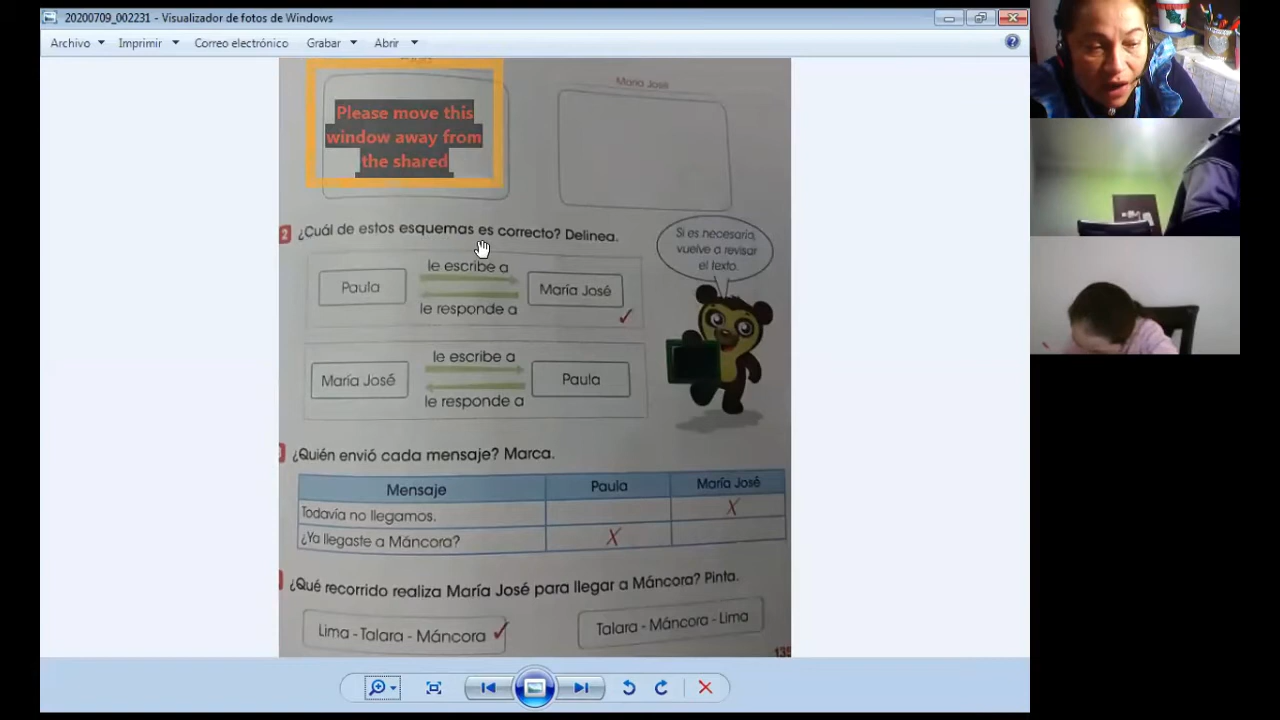 20200709_002231 - Visualizador de fotos de Windows
Archivo Imprimir Correo electrónico Grabar Abrir
María José
Please move this
window away from
the shared
2 ¿Cuál de estos esquemas es correcto? Delinea.
Si es necesario,
vuelve a revisar
el texto.
le escribe a
Paula
María José
le responde a
le escribe a
María José
Paula
le responde a
¿Quién envió cada mensaje? Marca.
Mensaje Paula María José
Todavía no llegamos. X
¿Ya llegaste a Máncora? X
¿Qué recorrido realiza María José para llegar a Máncora? Pinta.
Lima - Talara - Máncora
Talara - Máncora - Lima
135